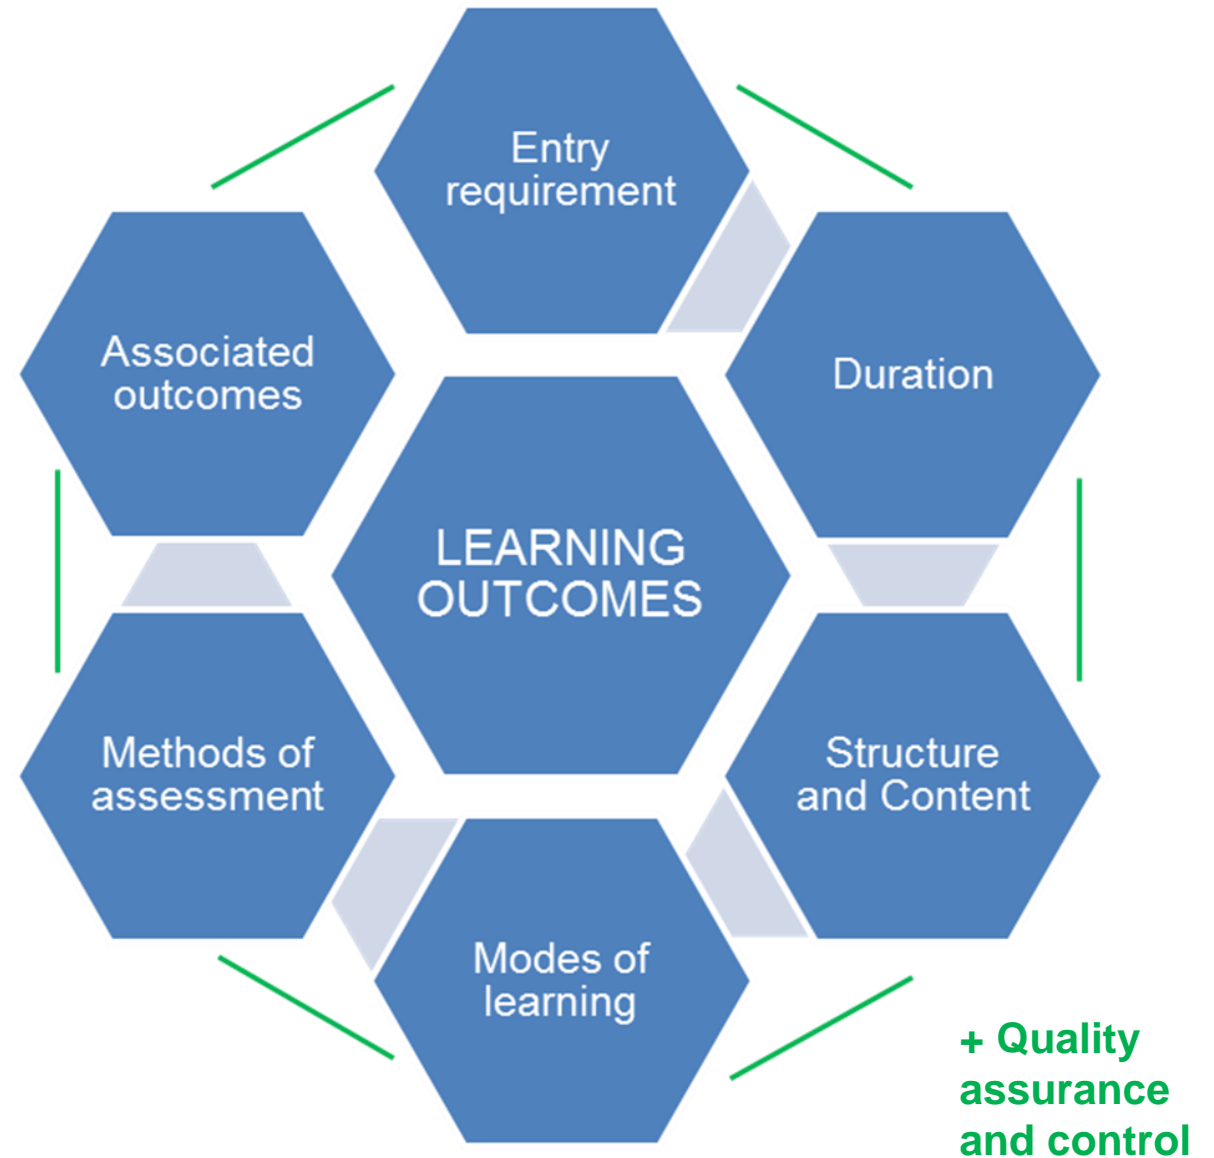 Entry
requirement
Associated
outcomes
Duration
LEARNING
OUTCOMES
Methods of
assessment
Structure
and Content
Modes of
learning
+ Quality
assurance
and control